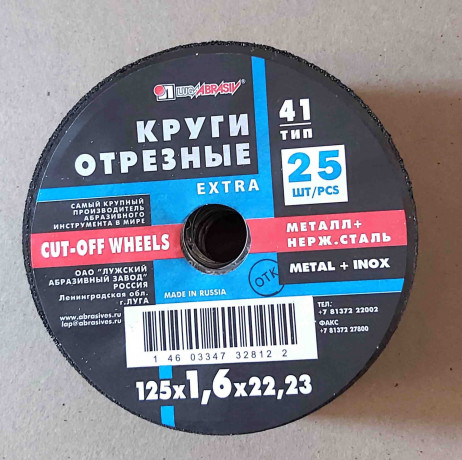 LUGAABRASIV
КРУГИ
ОТРЕЗНЫЕ
EXTRA
41
ТИП
25
ШТ/PCS
САМЫЙ КРУПНЫЙ
ПРОИЗВОДИТЕЛЬ
АБРАЗИВНОГО
ИНСТРУМЕНТА В МИРЕ
CUT-OFF WHEELS
МЕТАЛЛ+
НЕРЖ.СТАЛЬ
METAL + INOX
ОАО "ЛУЖСКИЙ
АБРАЗИВНЫЙ ЗАВОД"
РОССИЯ
Ленинградская обл.
г.ЛУГА
www.abrasives.ru
lap@abrasives.ru
MADE IN RUSSIA
ОТК
ТЕЛ.:
+7 81372 22002
ФАКС
+7 81372 27800
1 46 03347 32812 2
125x1,6x22,23